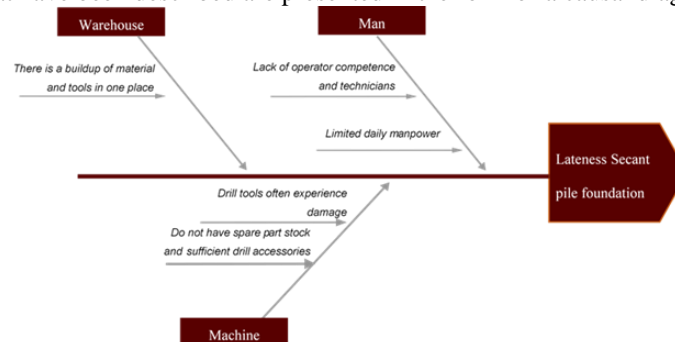 Warehouse
Man
There is a buildup of material
and tools in one place
Lack of operator competence
and technicians
Limited daily manpower
Lateness Secant
pile foundation
Drill tools often experience
damage
Do not have spare part stock
and sufficient drill accessories
Machine